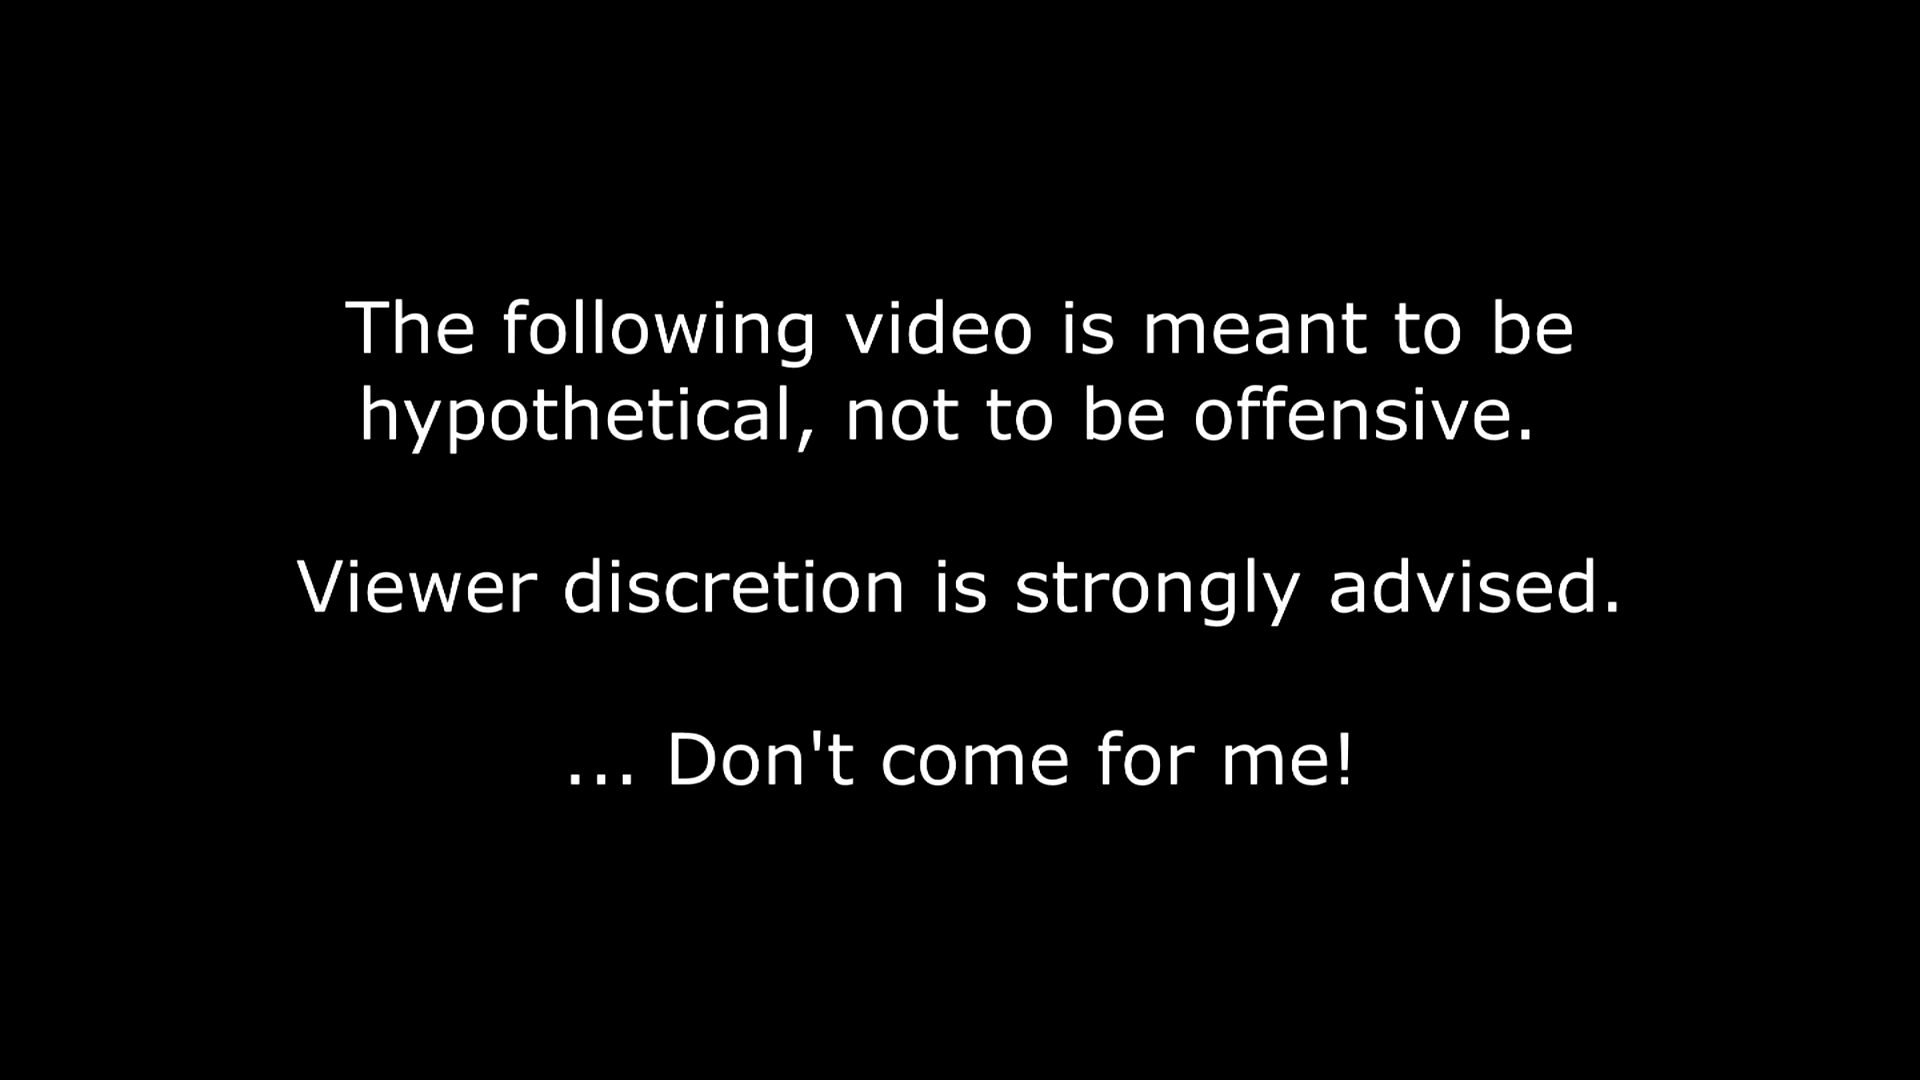 The following video is meant to be
hypothetical, not to be offensive.
Viewer discretion is strongly advised.
... Don't come for me!